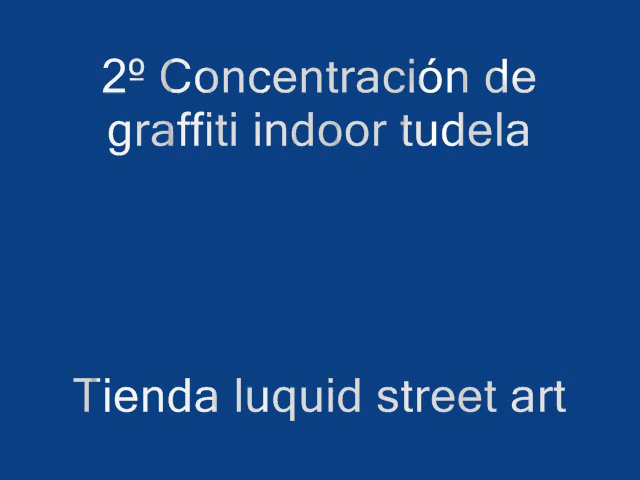 2º Concentración de
graffiti indoor tudela
Tienda luquid street art